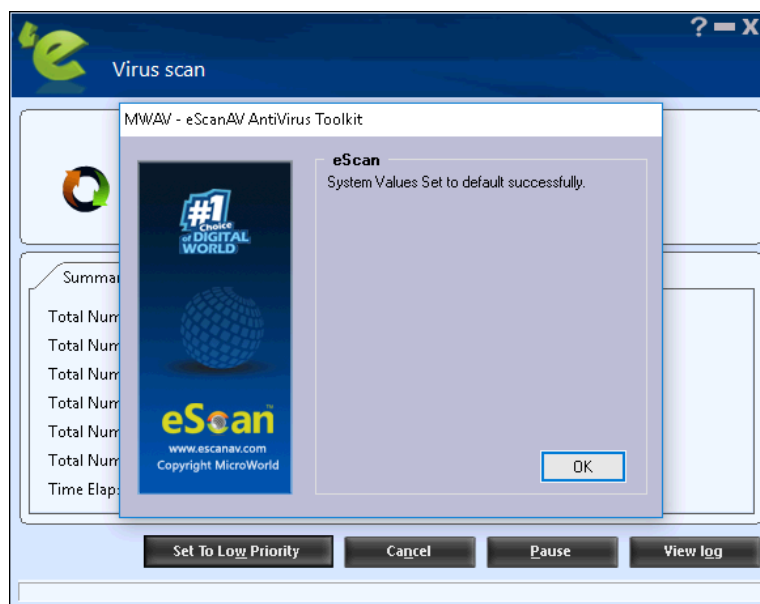 ? X
Virus scan
MWAV - eScanAV AntiVirus Toolkit
#1
Choice
of DIGITAL
WORLD
eScan
System Values Set to default successfully.
eScan™
www.escanav.com
Copyright MicroWorld
OK
Summar
Total Num
Total Num
Total Num
Total Num
Total Num
Total Num
Time Elap
Set To Low Priority Cancel Pause View log